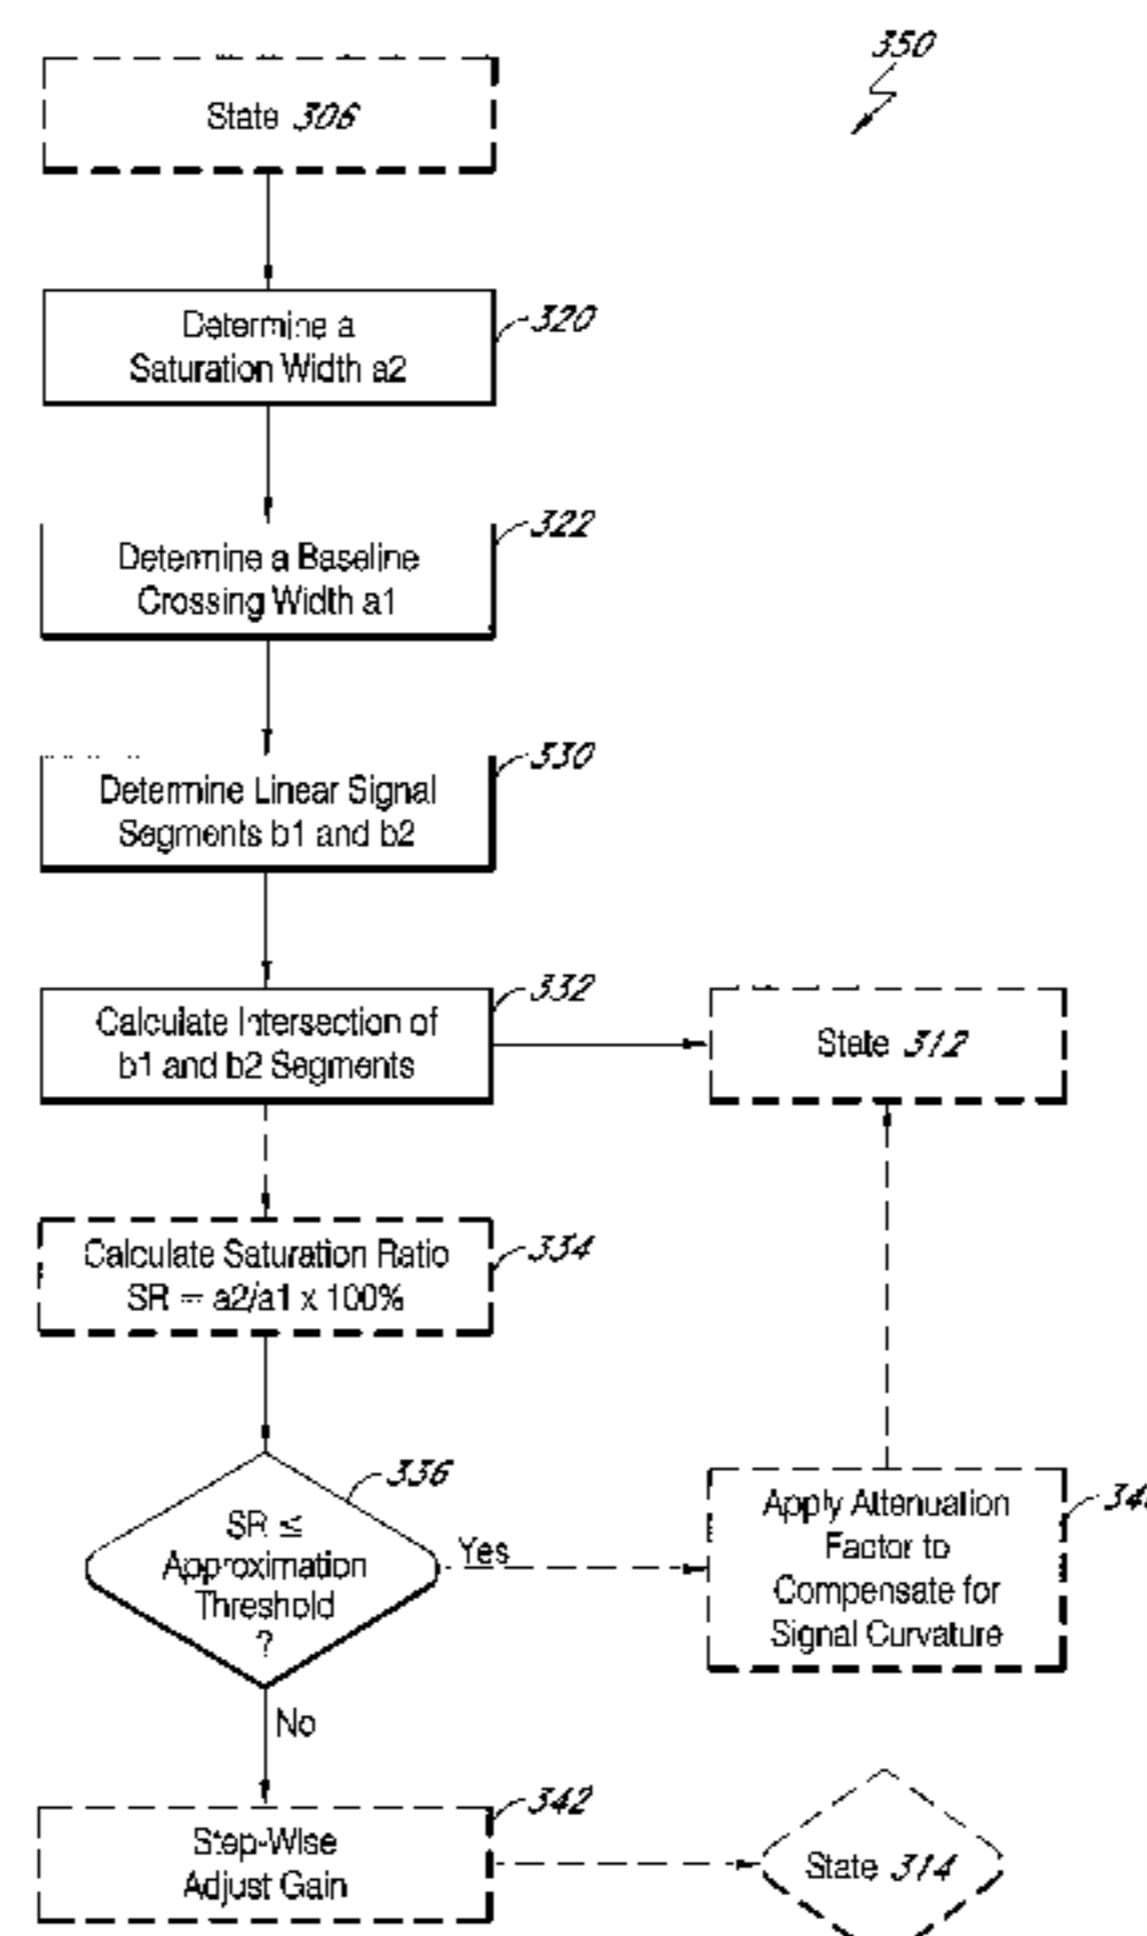 350
State 306
Determine a
Saturation Width a2
320
Determine a Baseline
Crossing Width a1
322
Determine Linear Signal
Segments b1 and b2
330
Calculate Intersection of
b1 and b2 Segments
332
State 312
Calculate Saturation Ratio
SR = a2/a1 x 100%
334
SR ≤
Approximation
Threshold
?
336
Yes
Apply Attenuation
Factor to
Compensate for
Signal Curvature
No
Step-Wise
Adjust Gain
342
State 314